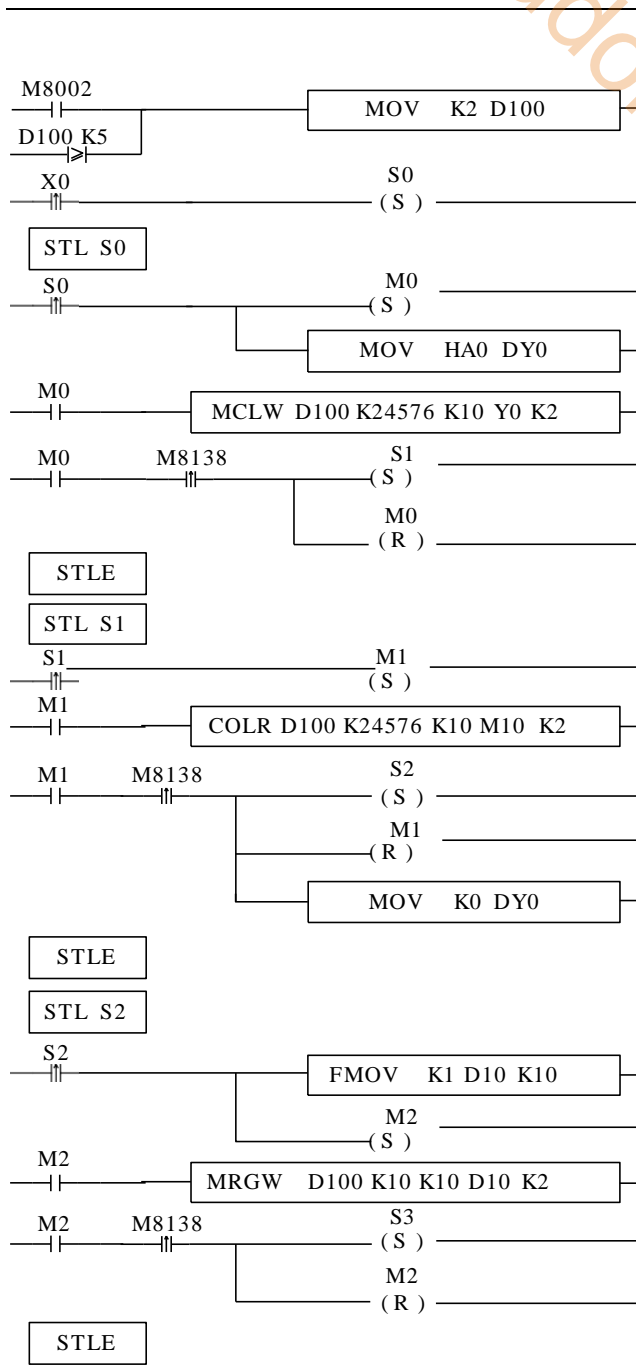 M8002
MOV K2 D100
D100 K5
X0
S0
( S )
STL S0
S0
M0
( S )
MOV HA0 DY0
M0
MCLW D100 K24576 K10 Y0 K2
M0 M8138
S1
( S )
M0
( R )
STLE
STL S1
S1
M1
( S )
M1
COLR D100 K24576 K10 M10 K2
M1 M8138
S2
( S )
M1
( R )
MOV K0 DY0
STLE
STL S2
S2
FMOV K1 D10 K10
M2
( S )
M2
MRGW D100 K10 K10 D10 K2
M2 M8138
S3
( S )
M2
( R )
STLE